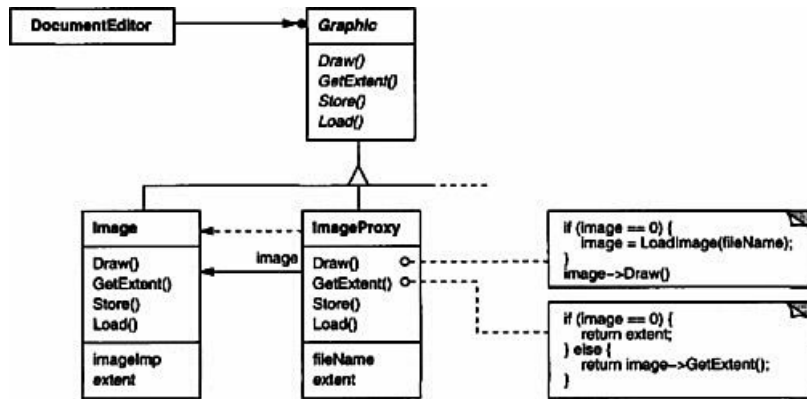 DocumentEditor
Graphic
Draw()
GetExtent()
Store()
Load()
Image
Draw()
GetExtent()
Store()
Load()
imageImp
extent
image
ImageProxy
Draw()
GetExtent()
Store()
Load()
fileName
extent
if (image == 0) {
image = LoadImage(fileName);
}
image->Draw()
if (image == 0) {
return extent;
} else {
return image->GetExtent();
}